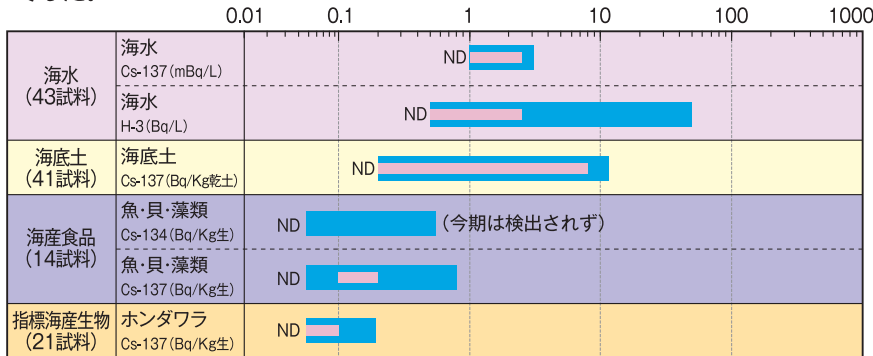 0.01 0.1 1 10 100 1000
海水
(43試料)
海水
Cs-137(mBq/L)
ND
海水
H-3(Bq/L)
ND
海底土
(41試料)
海底土
Cs-137(Bq/Kg乾土)
ND
海産食品
(14試料)
魚・貝・藻類
Cs-134(Bq/Kg生)
ND
(今期は検出されず)
魚・貝・藻類
Cs-137(Bq/Kg生)
ND
指標海産生物
(21試料)
ホンダワラ
Cs-137(Bq/Kg生)
ND